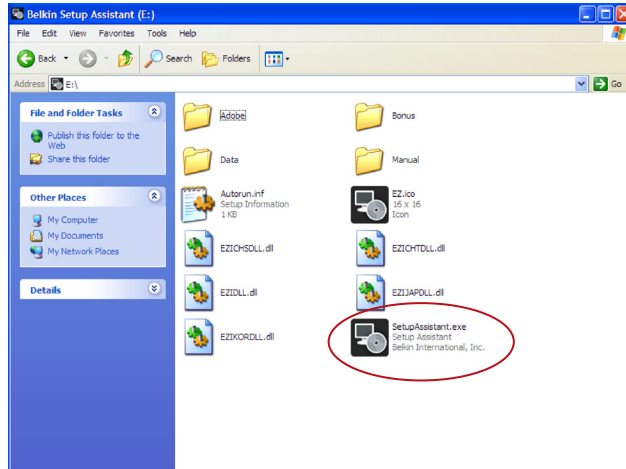 Belkin Setup Assistant (E:)
File Edit View Favorites Tools Help
Back Search Folders
Address E:\ Go
File and Folder Tasks
Publish this folder to the
Web
Share this folder
Other Places
My Computer
My Documents
My Network Places
Details
Adobe
Bonus
Data
Manual
Autorun.inf
Setup Information
1 KB
EZ.ico
16 x 16
Icon
EZICHSDLL.dll
EZICHTDLL.dll
EZIDLL.dll
EZIJAPDLL.dll
EZIKORDLL.dll
SetupAssistant.exe
Setup Assistant
Belkin International, Inc.